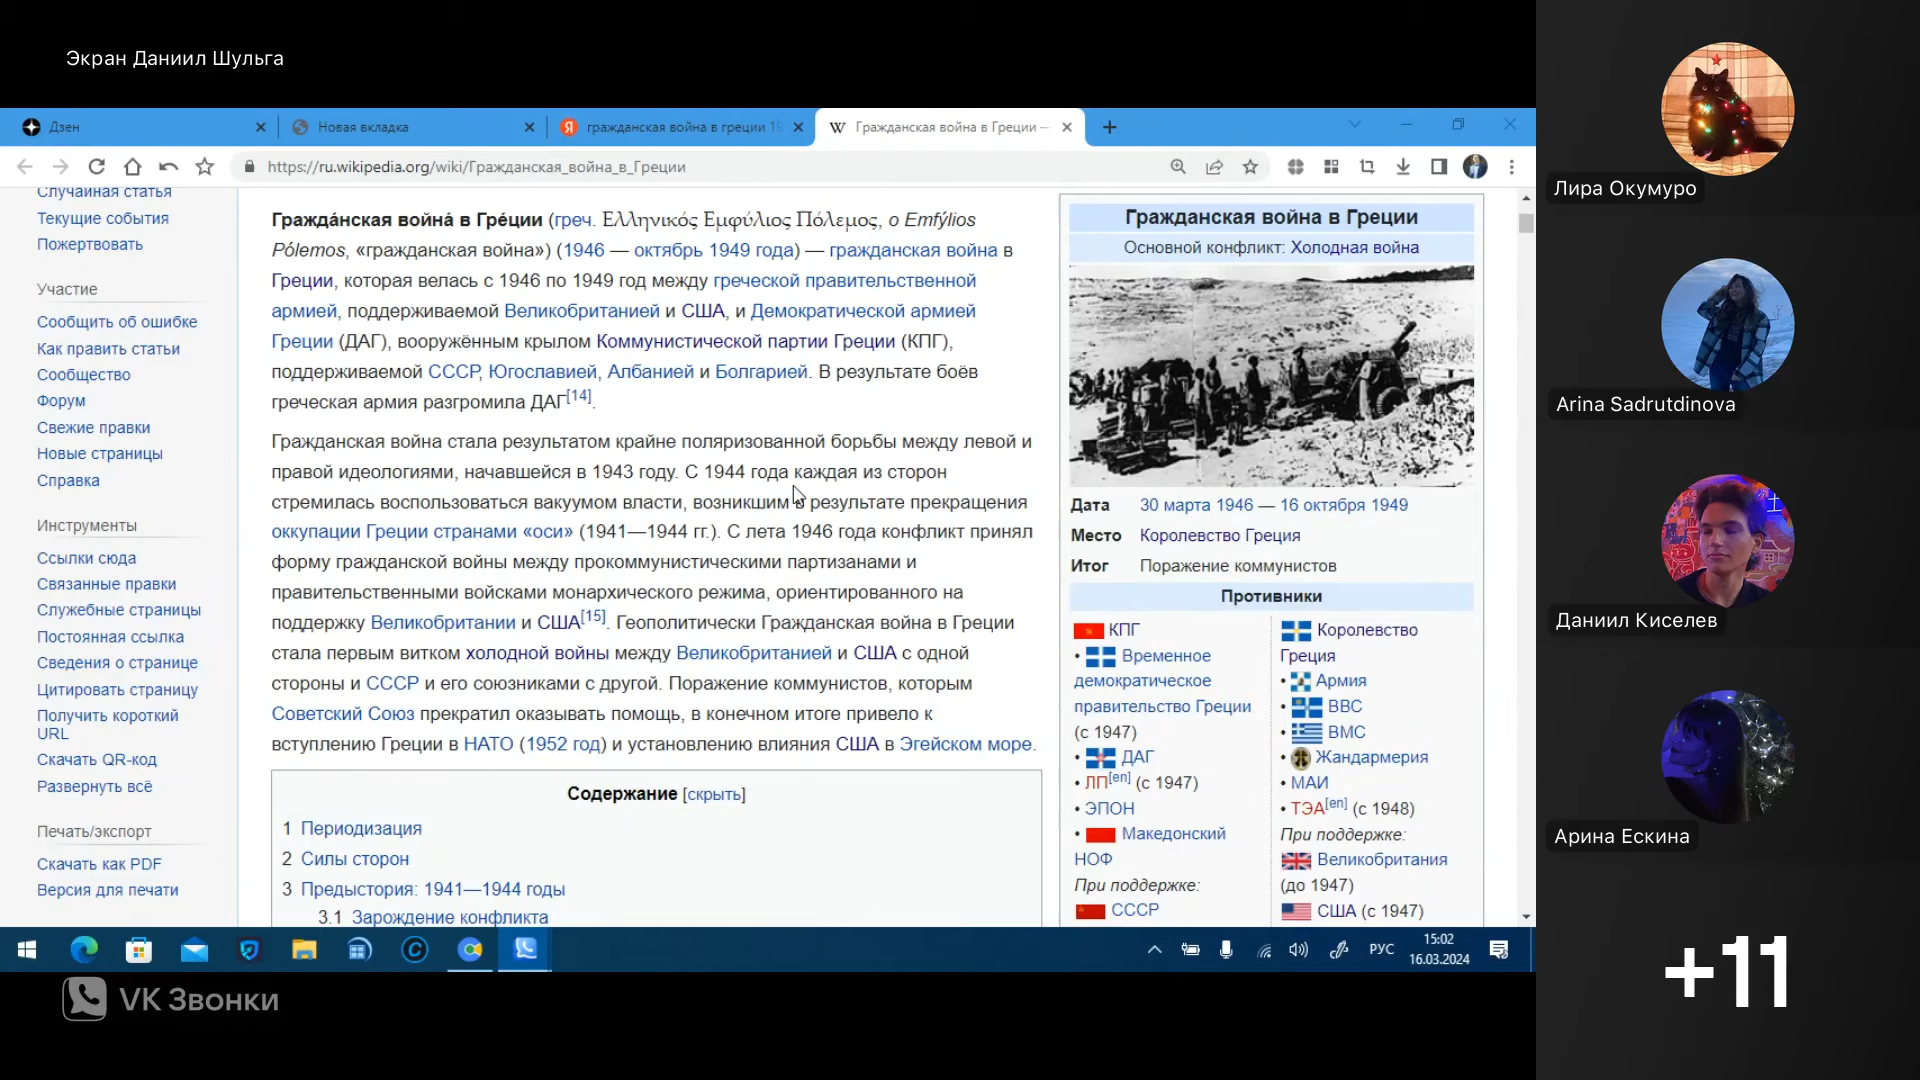 Экран Даниил Шульга
Дзен
Новая вкладка
гражданская война в греции 19
Гражданская война в Греции —
https://ru.wikipedia.org/wiki/Гражданская_война_в_Греции
Случайная статья
Текущие события
Пожертвовать
Участие
Сообщить об ошибке
Как править статьи
Сообщество
Форум
Свежие правки
Новые страницы
Справка
Инструменты
Ссылки сюда
Связанные правки
Служебные страницы
Постоянная ссылка
Сведения о странице
Цитировать страницу
Получить короткий
URL
Скачать QR-код
Развернуть всё
Печать/экспорт
Скачать как PDF
Версия для печати
Гражда́нская война́ в Гре́ции (греч. Ελληνικός Εμφύλιος Πόλεμος, o Emfýlios
Pólemos, «гражданская война») (1946 — октябрь 1949 года) — гражданская война в
Греции, которая велась с 1946 по 1949 год между греческой правительственной
армией, поддерживаемой Великобританией и США, и Демократической армией
Греции (ДАГ), вооружённым крылом Коммунистической партии Греции (КПГ),
поддерживаемой СССР, Югославией, Албанией и Болгарией. В результате боёв
греческая армия разгромила ДАГ[14].
Гражданская война стала результатом крайне поляризованной борьбы между левой и
правой идеологиями, начавшейся в 1943 году. С 1944 года каждая из сторон
стремилась воспользоваться вакуумом власти, возникшим в результате прекращения
оккупации Греции странами «оси» (1941—1944 гг.). С лета 1946 года конфликт принял
форму гражданской войны между прокоммунистическими партизанами и
правительственными войсками монархического режима, ориентированного на
поддержку Великобритании и США[15]. Геополитически Гражданская война в Греции
стала первым витком холодной войны между Великобританией и США с одной
стороны и СССР и его союзниками с другой. Поражение коммунистов, которым
Советский Союз прекратил оказывать помощь, в конечном итоге привело к
вступлению Греции в НАТО (1952 год) и установлению влияния США в Эгейском море.
Содержание [скрыть]
1 Периодизация
2 Силы сторон
3 Предыстория: 1941—1944 годы
3.1 Зарождение конфликта
Гражданская война в Греции
Основной конфликт: Холодная война
Дата 30 марта 1946 — 16 октября 1949
Место Королевство Греция
Итог Поражение коммунистов
Противники
КПГ
• Временное
демократическое
правительство Греции
(с 1947)
• ДАГ
• ЛП[en] (с 1947)
• ЭПОН
• Македонский
НОФ
При поддержке:
СССР
Королевство
Греция
• Армия
• ВВС
• ВМС
• Жандармерия
• МАИ
• ТЭА[en] (с 1948)
При поддержке:
Великобритания
(до 1947)
США (с 1947)
РУС
15:02
16.03.2024
VK Звонки
Лира Окумуро
Arina Sadrutdinova
Даниил Киселев
Арина Ескина
+11